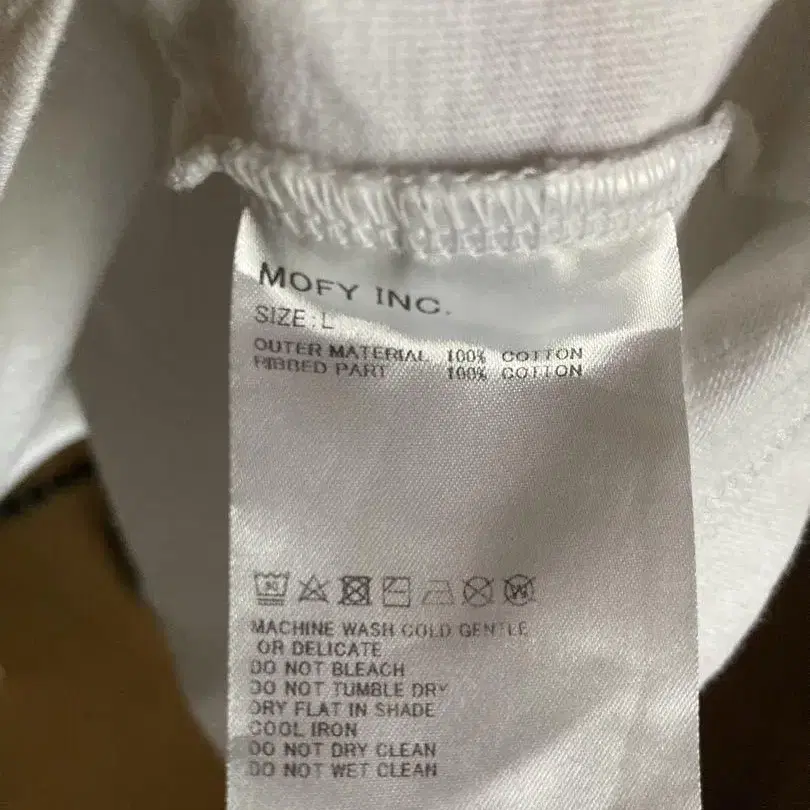 MOFY INC.
SIZE:L
OUTER MATERIAL 100% COTTON
RIBBED PART 100% COTTON
W
MACHINE WASH COLD GENTLE
OR DELICATE
DO NOT BLEACH
DO NOT TUMBLE DRY
DRY FLAT IN SHADE
COOL IRON
DO NOT DRY CLEAN
DO NOT WET CLEAN